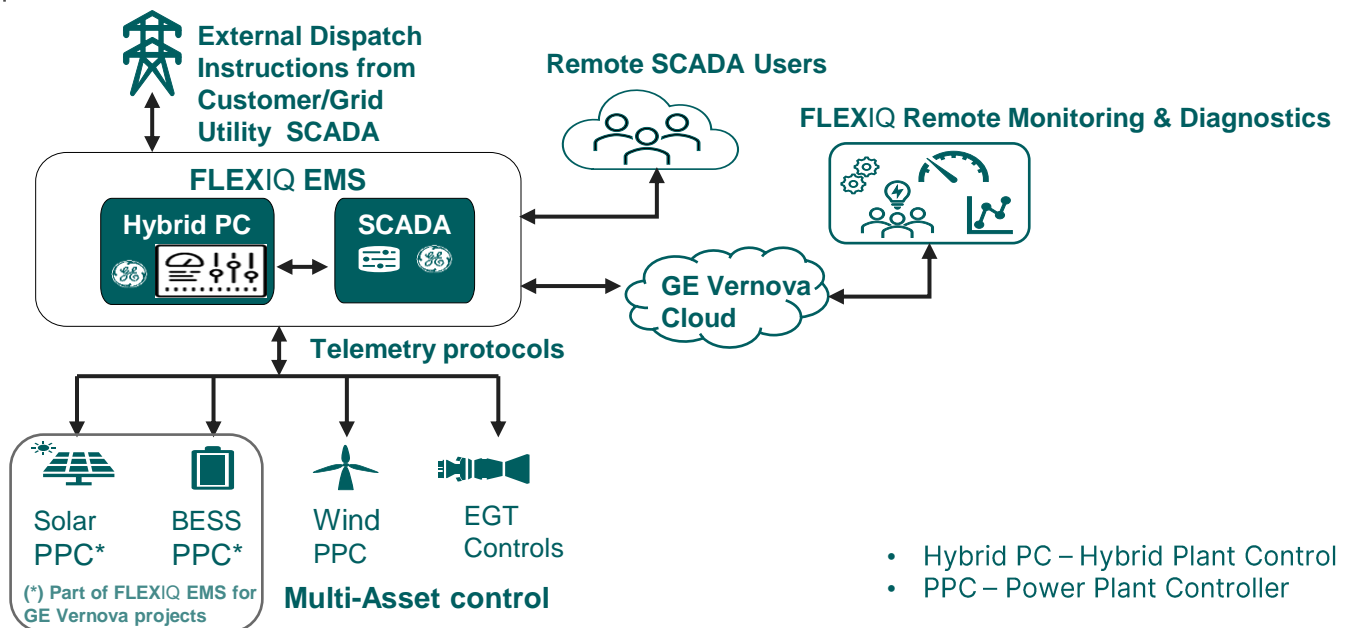 External Dispatch
Instructions from
Customer/Grid
Utility SCADA
Remote SCADA Users
FLEXIQ Remote Monitoring & Diagnostics
FLEXIQ EMS
Hybrid PC
SCADA
GE
GE
GE Vernova
Cloud
Telemetry protocols
Solar
PPC*
BESS
PPC*
Wind
PPC
EGT
Controls
(*) Part of FLEXIQ EMS for
GE Vernova projects
Multi-Asset control
• Hybrid PC – Hybrid Plant Control
• PPC – Power Plant Controller